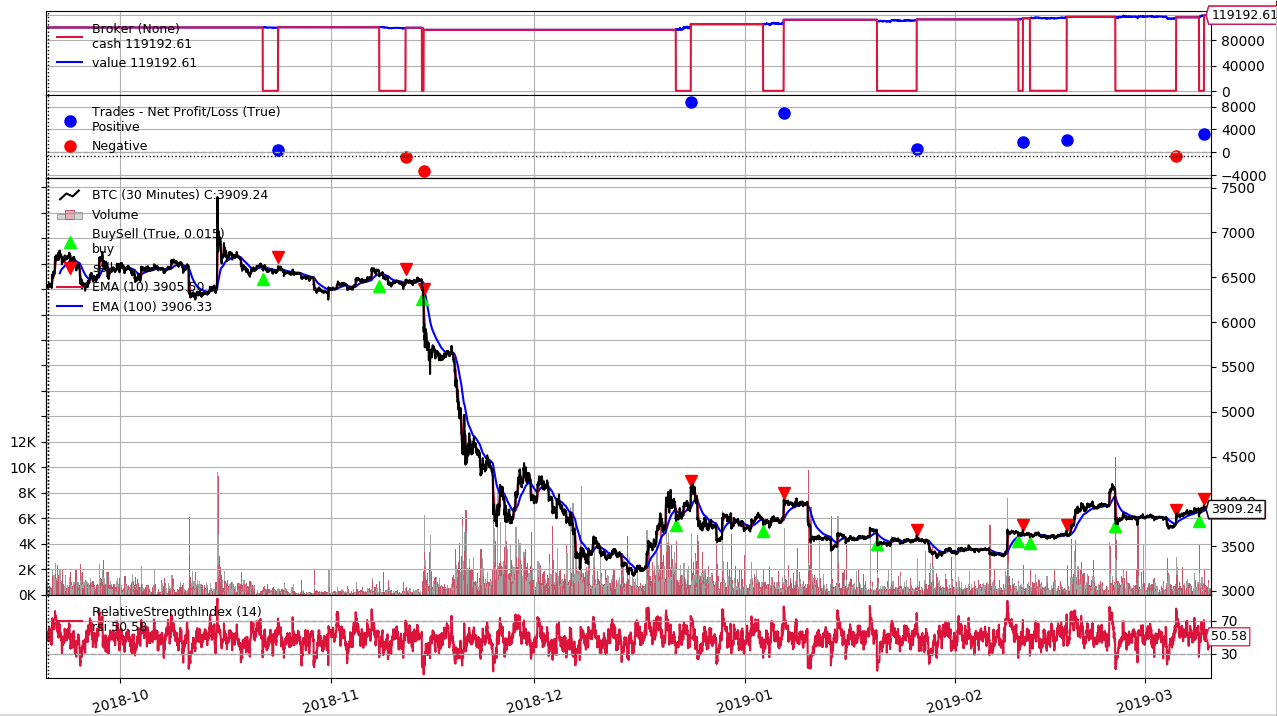 Broker (None)
cash 119192.61
value 119192.61
119192.61
80000
40000
0
Trades - Net Profit/Loss (True)
Positive
Negative
8000
4000
0
−4000
BTC (30 Minutes) C:3909.24
Volume
BuySell (True, 0.015)
buy
sell
EMA (10) 3905.50
EMA (100) 3906.33
7500
7000
6500
6000
5500
5000
4500
4000
3909.24
3500
3000
12K
10K
8K
6K
4K
2K
0K
RelativeStrengthIndex (14)
rsi 50.58
70
50.58
30
2018-10
2018-11
2018-12
2019-01
2019-02
2019-03